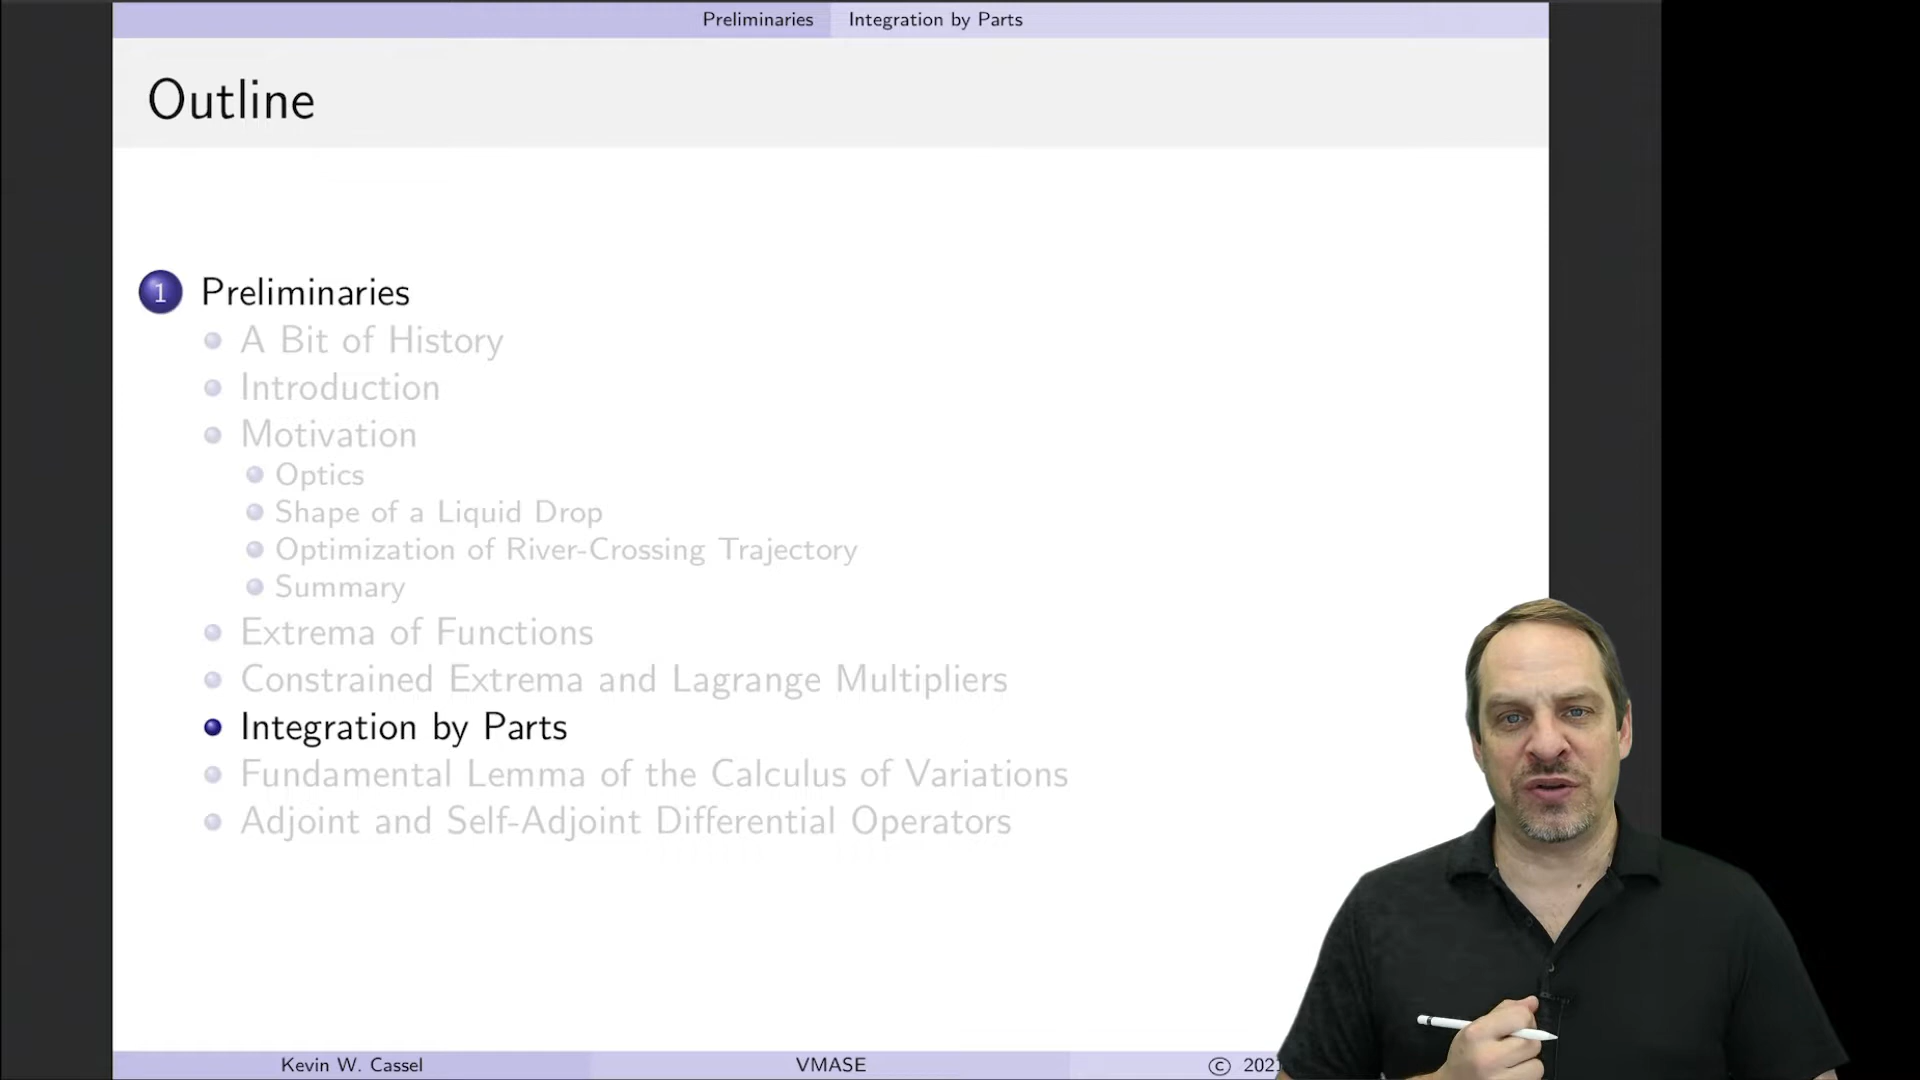 Preliminaries Integration by Parts
Outline
1 Preliminaries
A Bit of History
Introduction
Motivation
Optics
Shape of a Liquid Drop
Optimization of River-Crossing Trajectory
Summary
Extrema of Functions
Constrained Extrema and Lagrange Multipliers
Integration by Parts
Fundamental Lemma of the Calculus of Variations
Adjoint and Self-Adjoint Differential Operators
Kevin W. Cassel VMASE © 2021